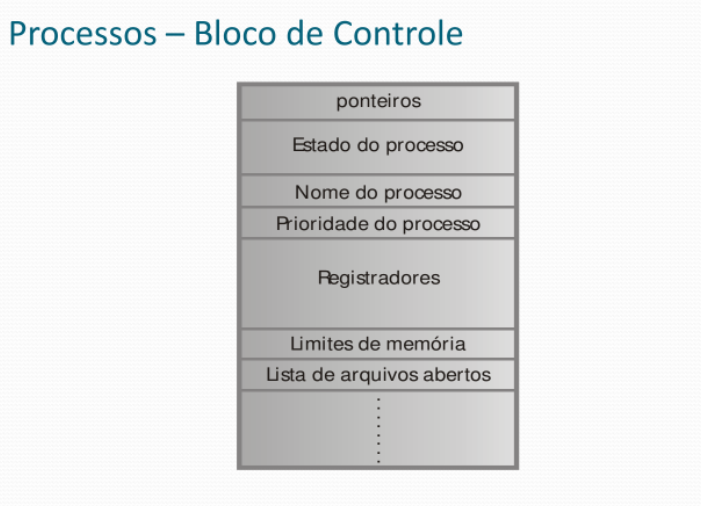 Processos – Bloco de Controle
ponteiros
Estado do processo
Nome do processo
Prioridade do processo
Registradores
Limites de memória
Lista de arquivos abertos